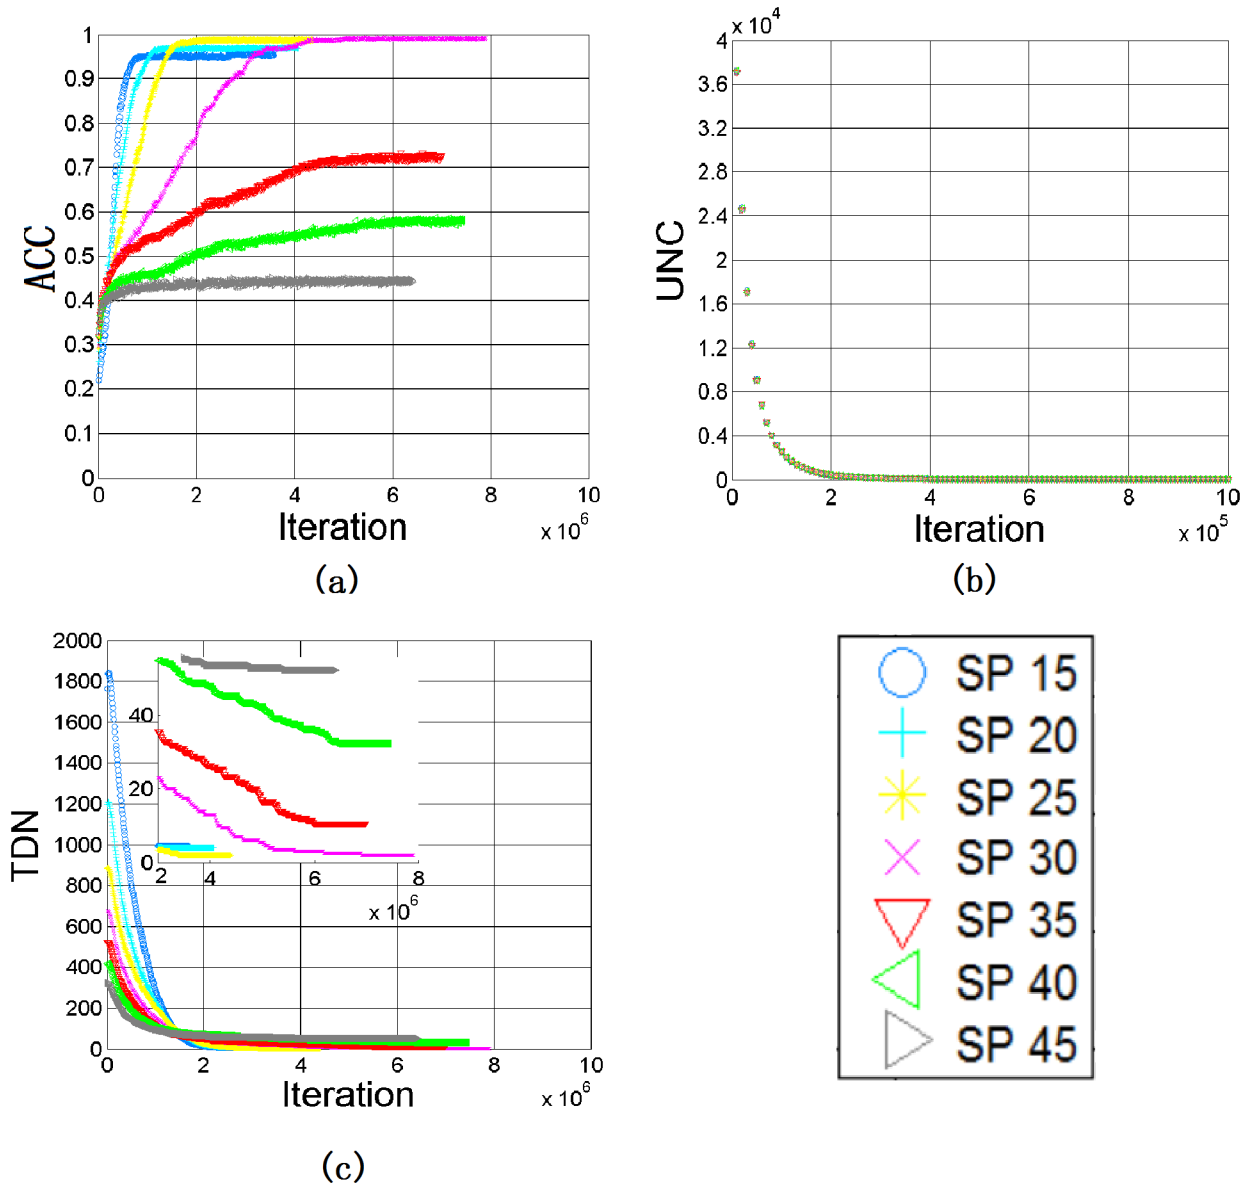 1
0.9
0.8
0.7
0.6
0.5
0.4
0.3
0.2
0.1
0
ACC
0 2 4 6 8 10
Iteration x 10^6
(a)
x 10^4
4
3.6
3.2
2.8
2.4
2
1.6
1.2
0.8
0.4
0
UNC
0 2 4 6 8 10
Iteration x 10^5
(b)
2000
1800
1600
1400
1200
1000
800
600
400
200
0
TDN
40
20
0
2 4 6 8
x 10^6
0 2 4 6 8 10
Iteration x 10^6
(c)
SP 15
SP 20
SP 25
SP 30
SP 35
SP 40
SP 45